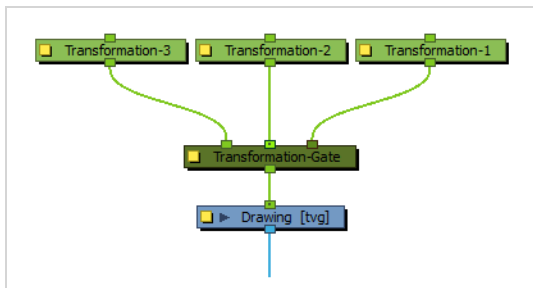 Transformation-3
Transformation-2
Transformation-1
Transformation-Gate
Drawing [tvg]